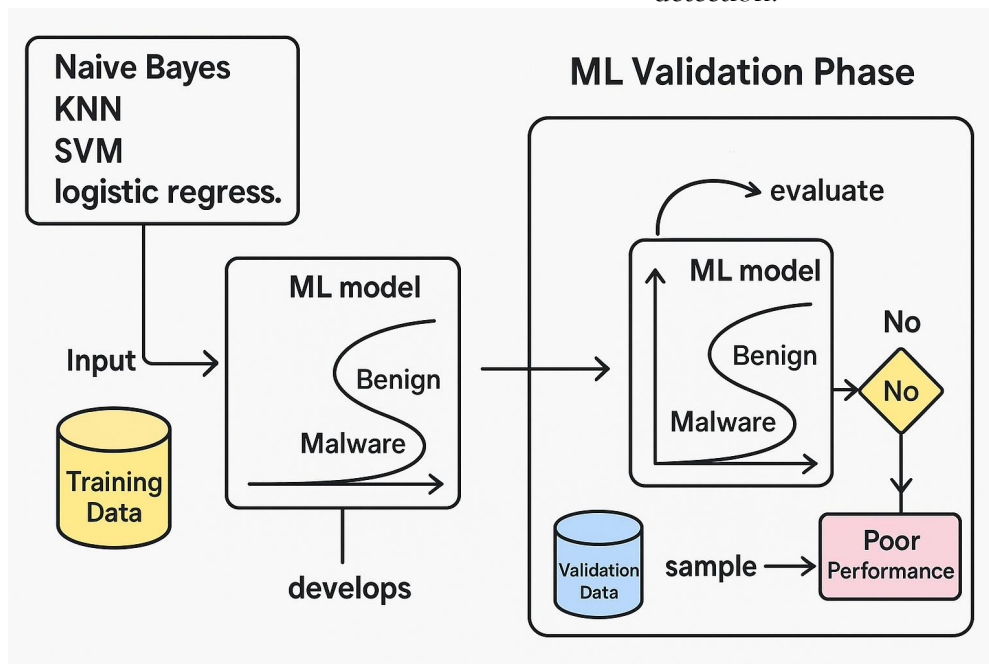 detection.
Naive Bayes
KNN
SVM
logistic regress.
ML Validation Phase
Input
Training
Data
ML model
Benign
Malware
develops
evaluate
ML model
Benign
Malware
No
No
Validation
Data
sample
Poor
Performance